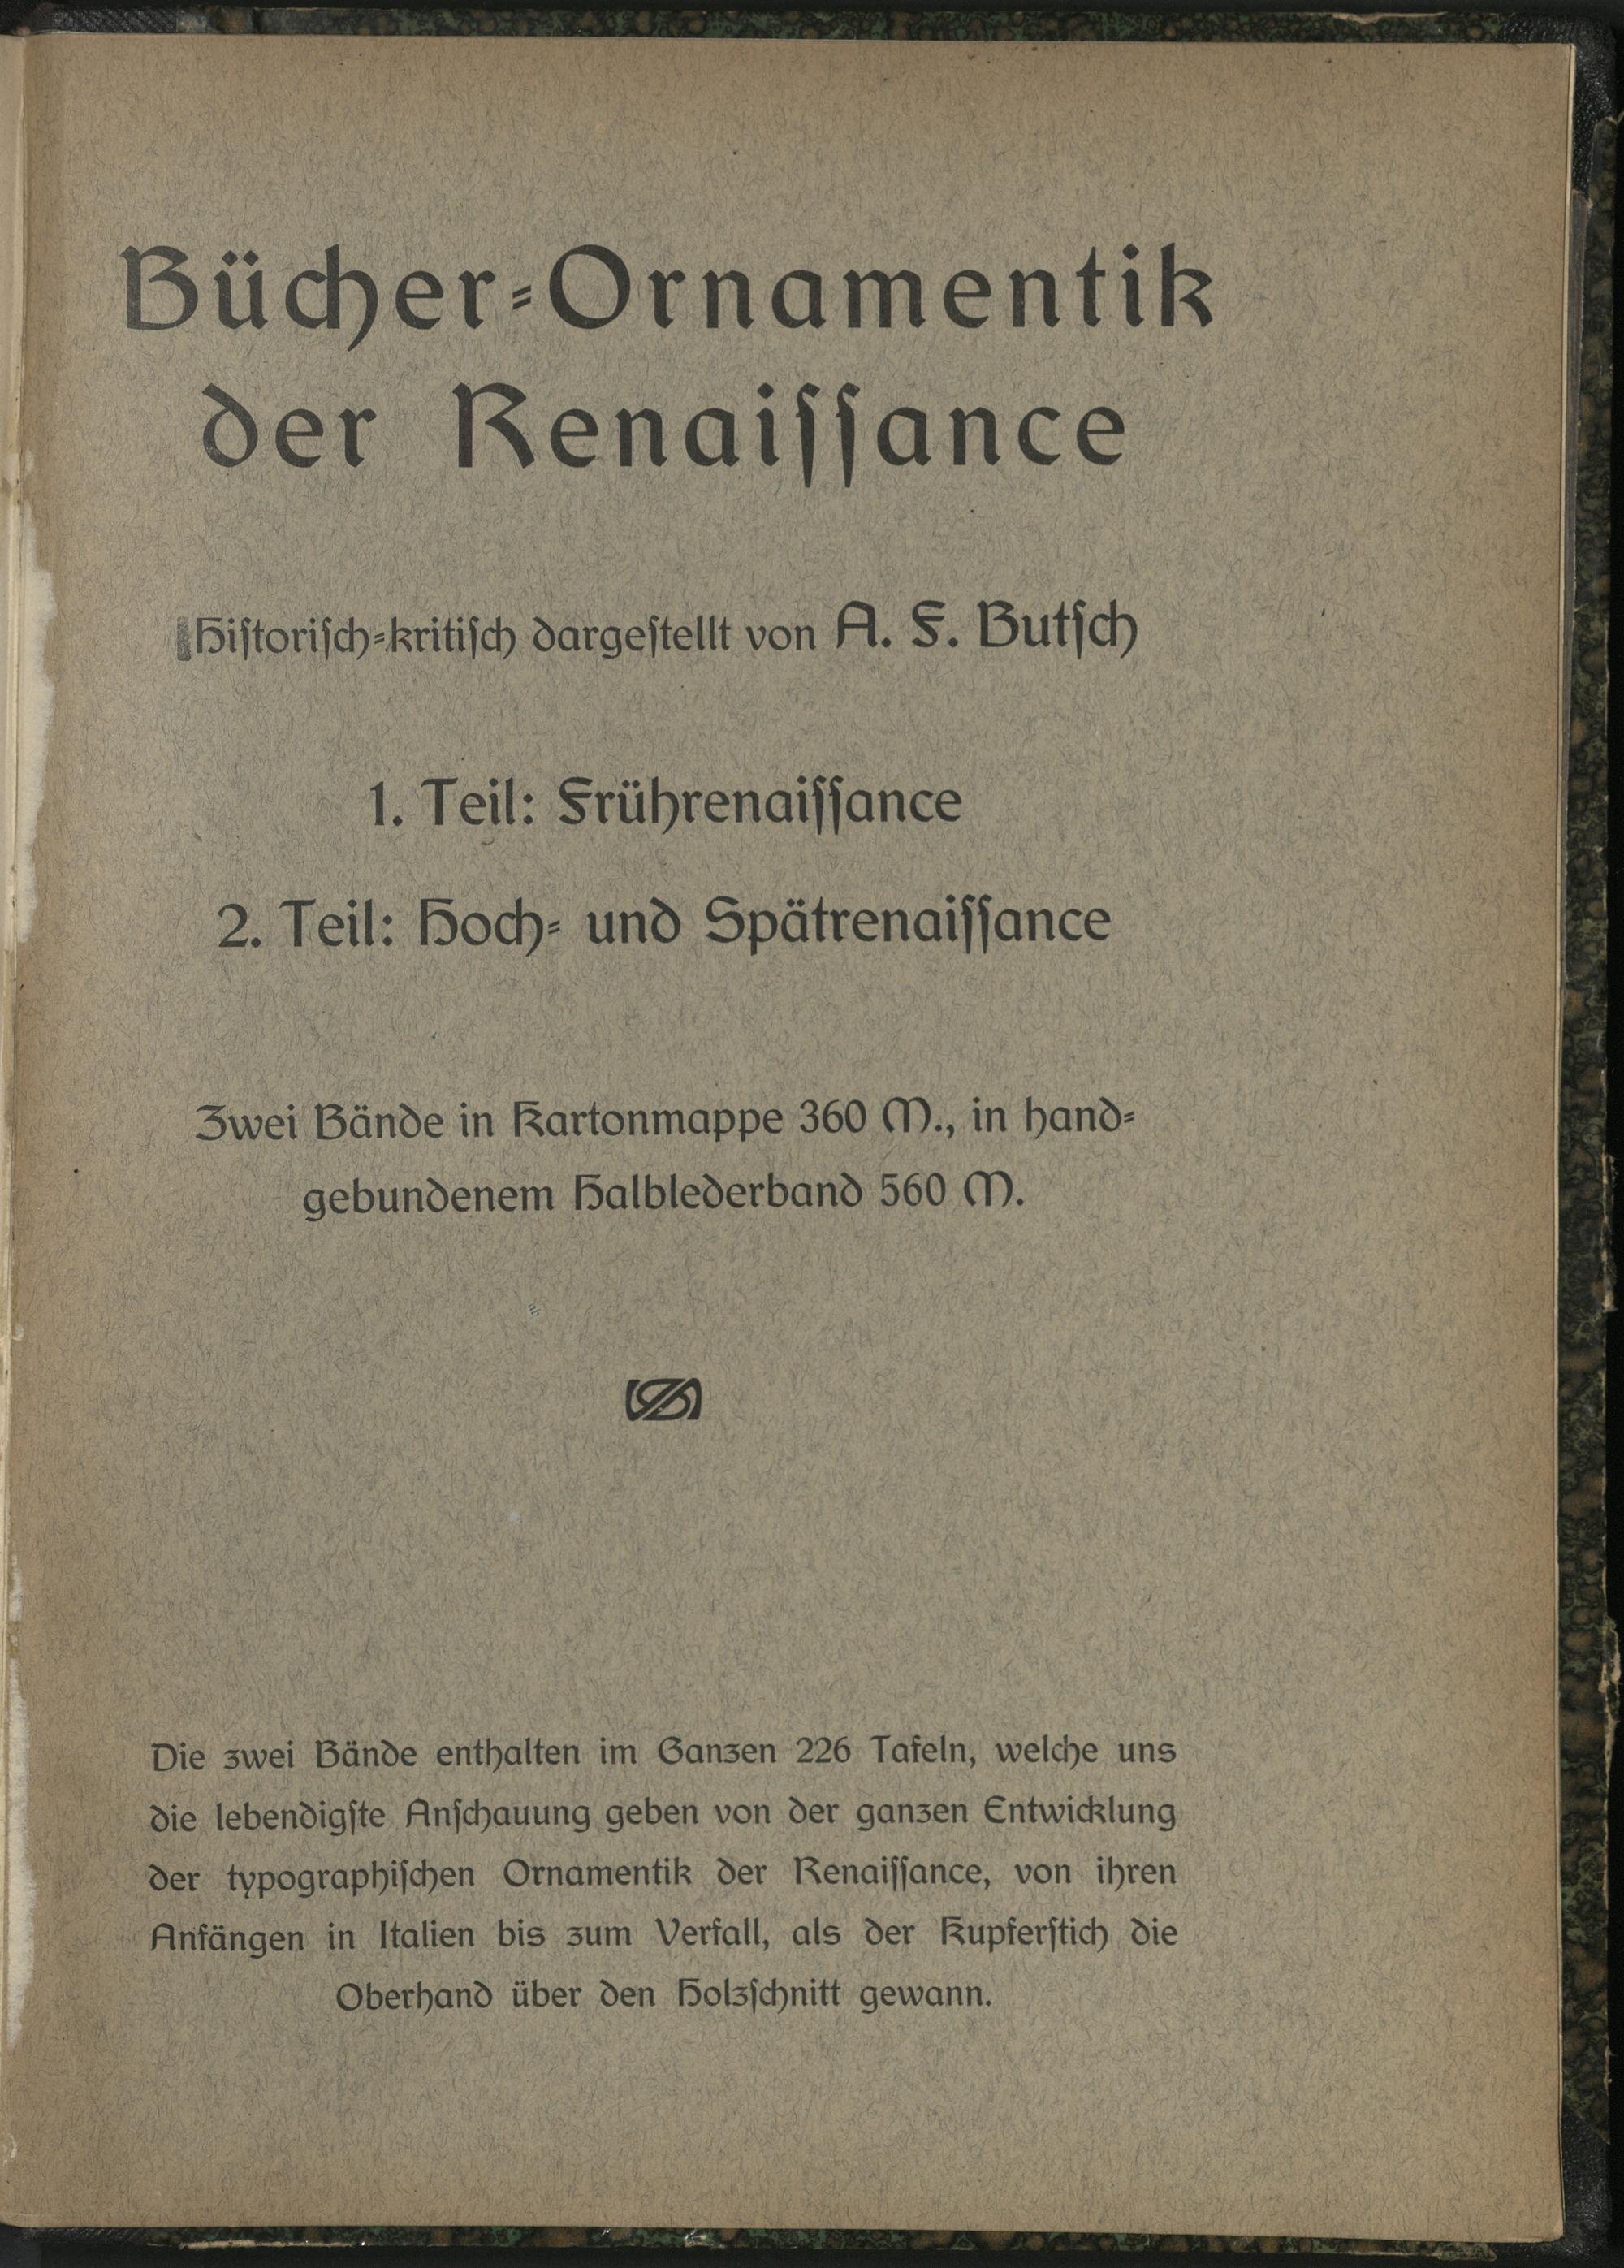 Bücher-Ornamentik
der Renaiſſance
Hiſtoriſch-kritiſch dargeſtellt von A. F. Butſch
1. Teil: Frührenaiſſance
2. Teil: Hoch- und Spätrenaiſſance
Zwei Bände in Kartonmappe 360 M., in hand-
gebundenem Halblederband 560 M.
Die zwei Bände enthalten im Ganzen 226 Tafeln, welche uns
die lebendigſte Anſchauung geben von der ganzen Entwicklung
der typographiſchen Ornamentik der Renaiſſance, von ihren
Anfängen in Italien bis zum Verfall, als der Kupferſtich die
Oberhand über den Holzſchnitt gewann.